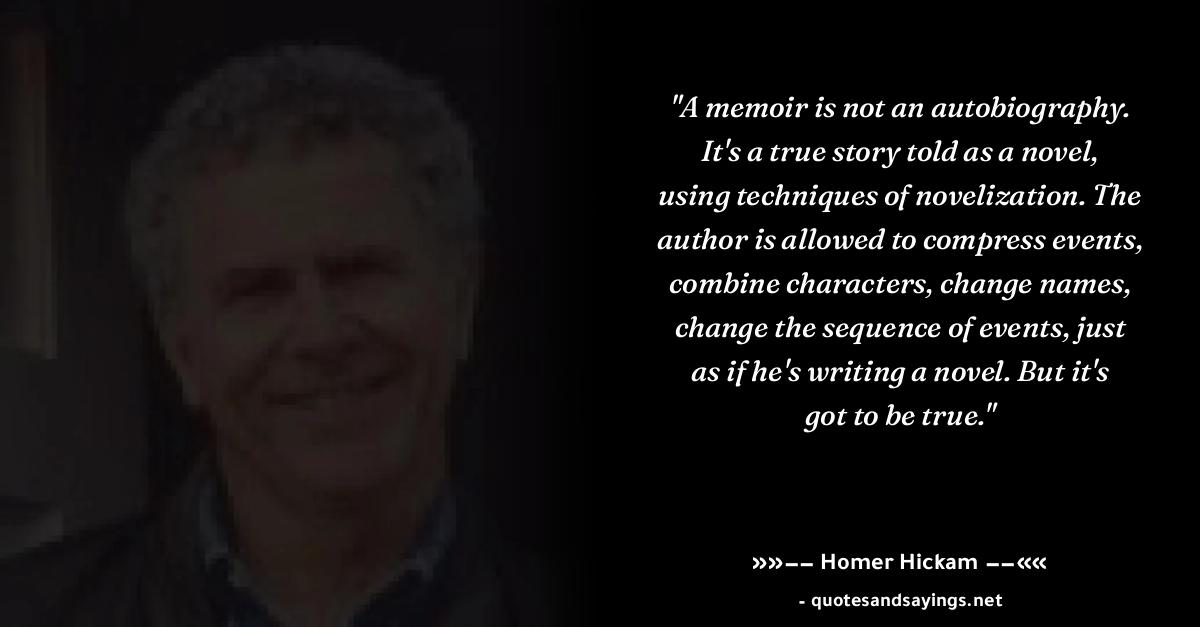 "A memoir is not an autobiography.
It's a true story told as a novel,
using techniques of novelization. The
author is allowed to compress events,
combine characters, change names,
change the sequence of events, just
as if he's writing a novel. But it's
got to be true."
»»–– Homer Hickam ––««
- quotesandsayings.net